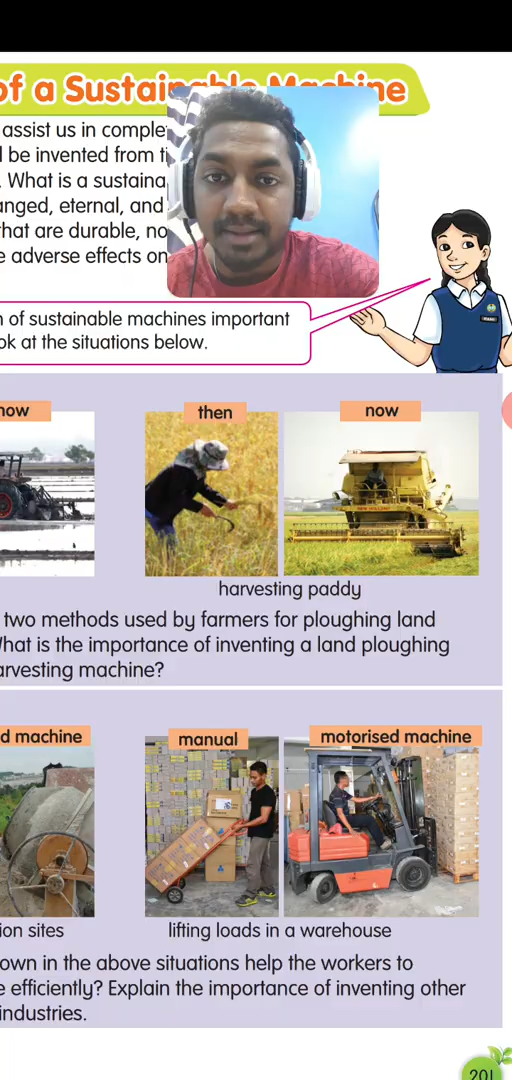 of a Sustainable Machine
assist us in comple
l be invented from ti
. What is a sustaina
anged, eternal, and
that are durable, no
e adverse effects on
n of sustainable machines important
ok at the situations below.
now
then
now
harvesting paddy
two methods used by farmers for ploughing land
What is the importance of inventing a land ploughing
arvesting machine?
d machine
manual
motorised machine
ion sites
lifting loads in a warehouse
own in the above situations help the workers to
e efficiently? Explain the importance of inventing other
industries.
201